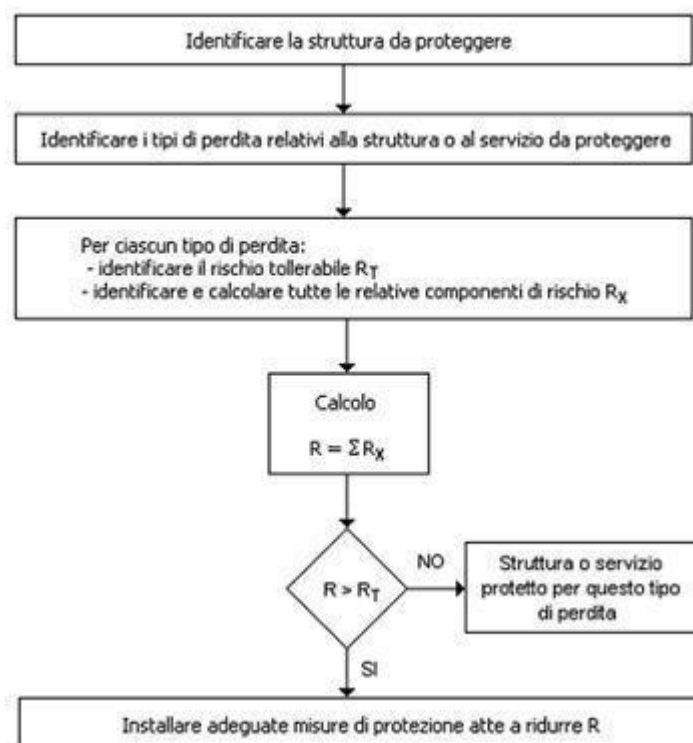 Identificare la struttura da proteggere
Identificare i tipi di perdita relativi alla struttura o al servizio da proteggere
Per ciascun tipo di perdita:
- identificare il rischio tollerabile RT
- identificare e calcolare tutte le relative componenti di rischio RX
Calcolo
R = ΣRX
R > RT
NO
Struttura o servizio
protetto per questo tipo
di perdita
SI
Installare adeguate misure di protezione atte a ridurre R